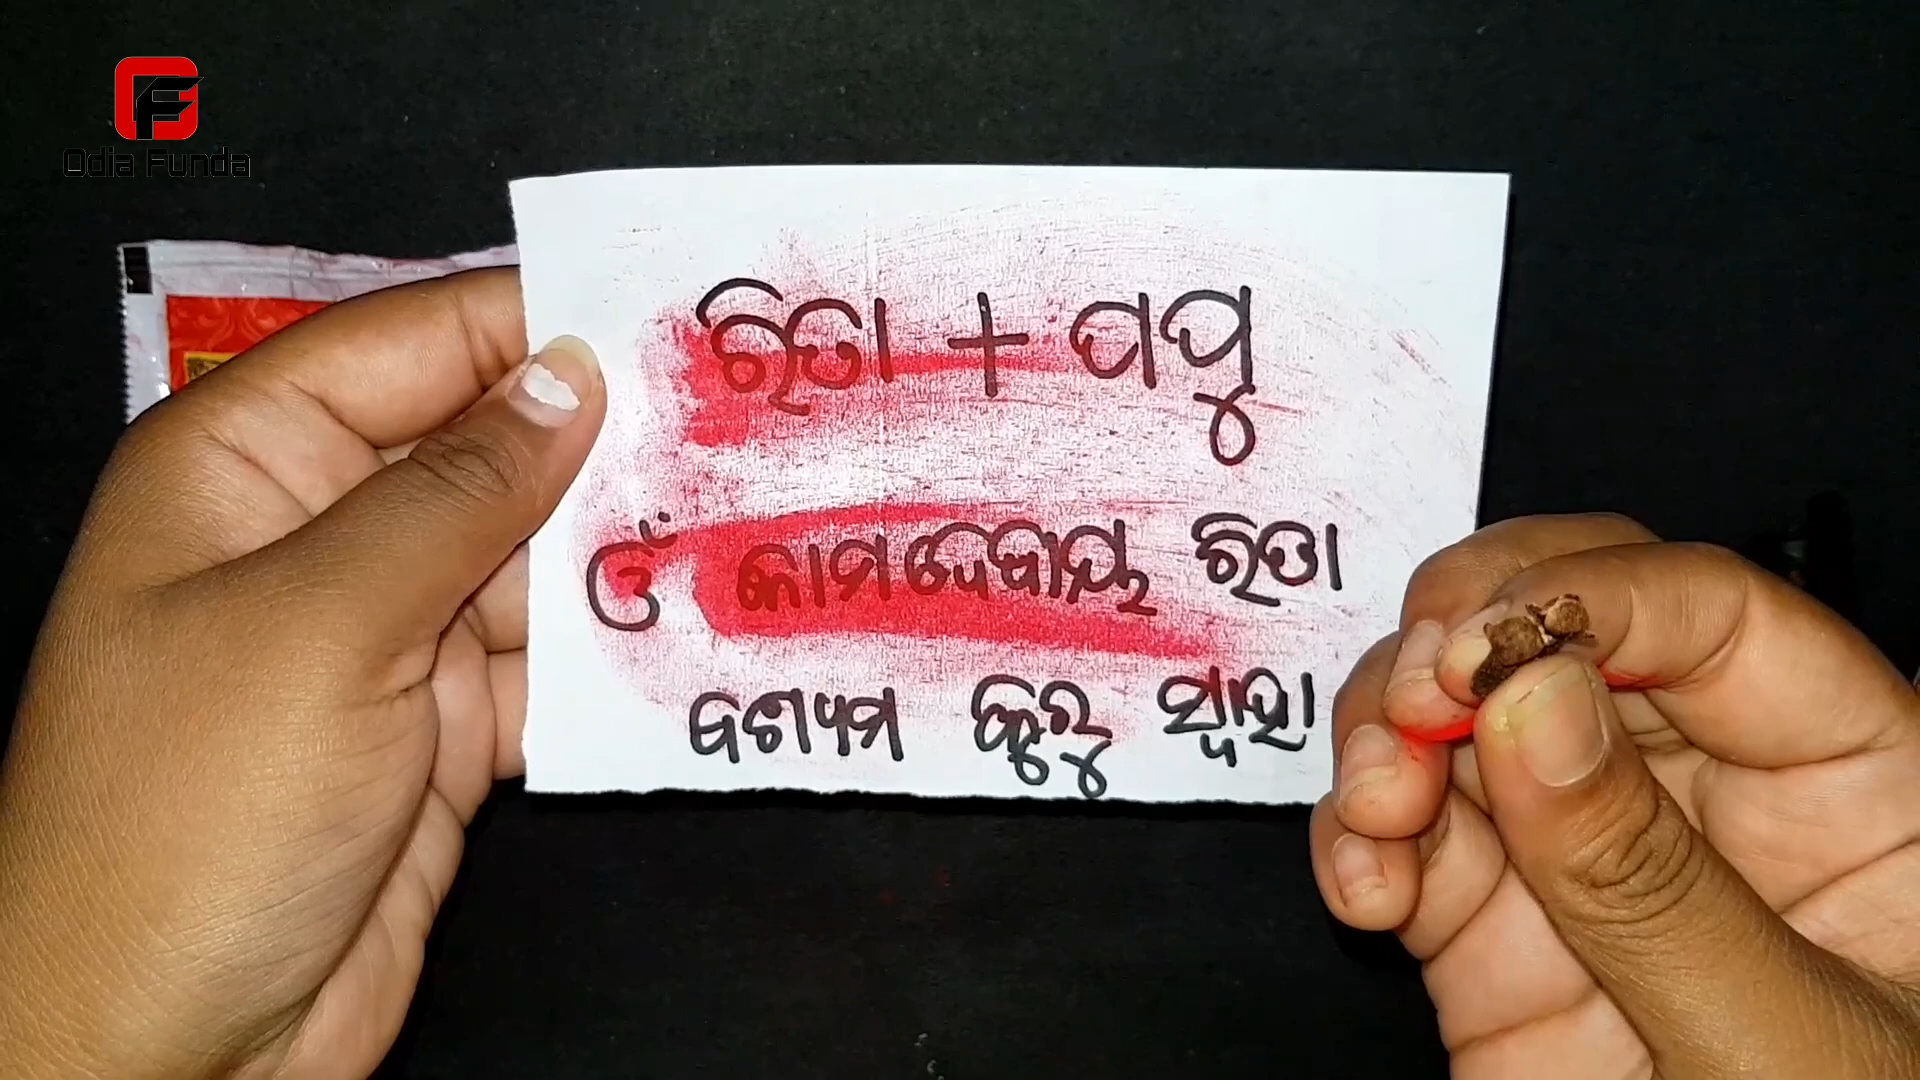 Odia Funda
ରିତା + ପପୁ
ଓଁ କାମଦେବାୟ ରିତା
ବଶ୍ୟମ କୁରୁ ସ୍ୱାହା